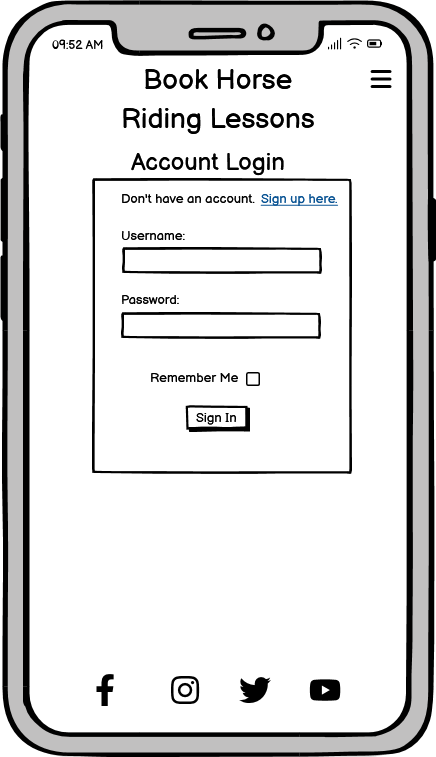 09:52 AM
Book Horse
Riding Lessons
Account Login
Don't have an account. Sign up here.
Username:
Password:
Remember Me
Sign In